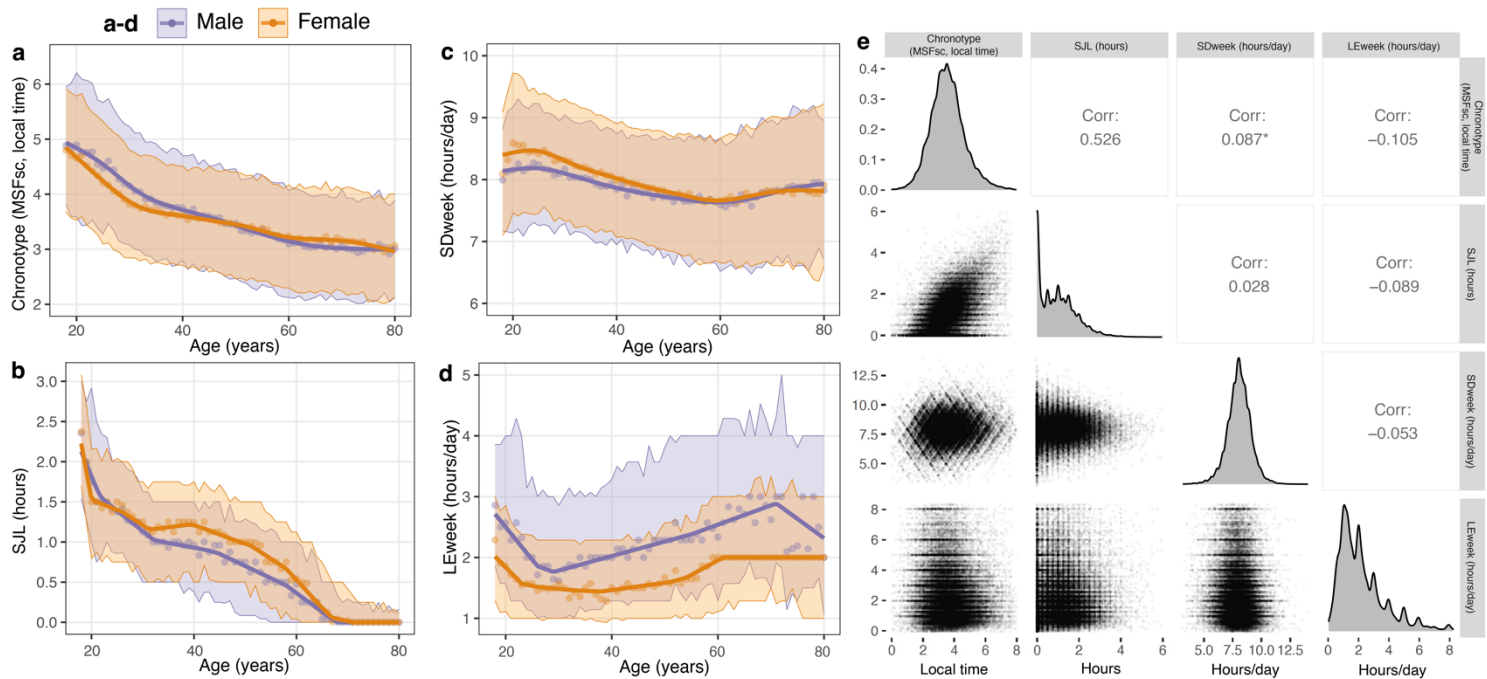 a-d Male Female
a
Chronotype (MSFsc, local time)
6
5
4
3
2
20 40 60 80
Age (years)
b
SJL (hours)
3.0
2.5
2.0
1.5
1.0
0.5
0.0
20 40 60 80
Age (years)
c
SDweek (hours/day)
10
9
8
7
6
20 40 60 80
Age (years)
d
LEweek (hours/day)
5
4
3
2
1
20 40 60 80
Age (years)
e
Chronotype
(MSFsc, local time)
SJL (hours)
SDweek (hours/day)
LEweek (hours/day)
0.4
0.3
0.2
0.1
0.0
Corr:
0.526
Corr:
0.087*
Corr:
−0.105
Chronotype
(MSFsc, local time)
6
4
2
0
Corr:
0.028
Corr:
−0.089
SJL (hours)
12.5
10.0
7.5
5.0
Corr:
−0.053
SDweek (hours/day)
8
7
6
5
4
3
2
1
0
LEweek (hours/day)
0 2 4 6 8
Local time
0 2 4 6
Hours
5.0 7.5 10.0 12.5
Hours/day
0 2 4 6 8
Hours/day